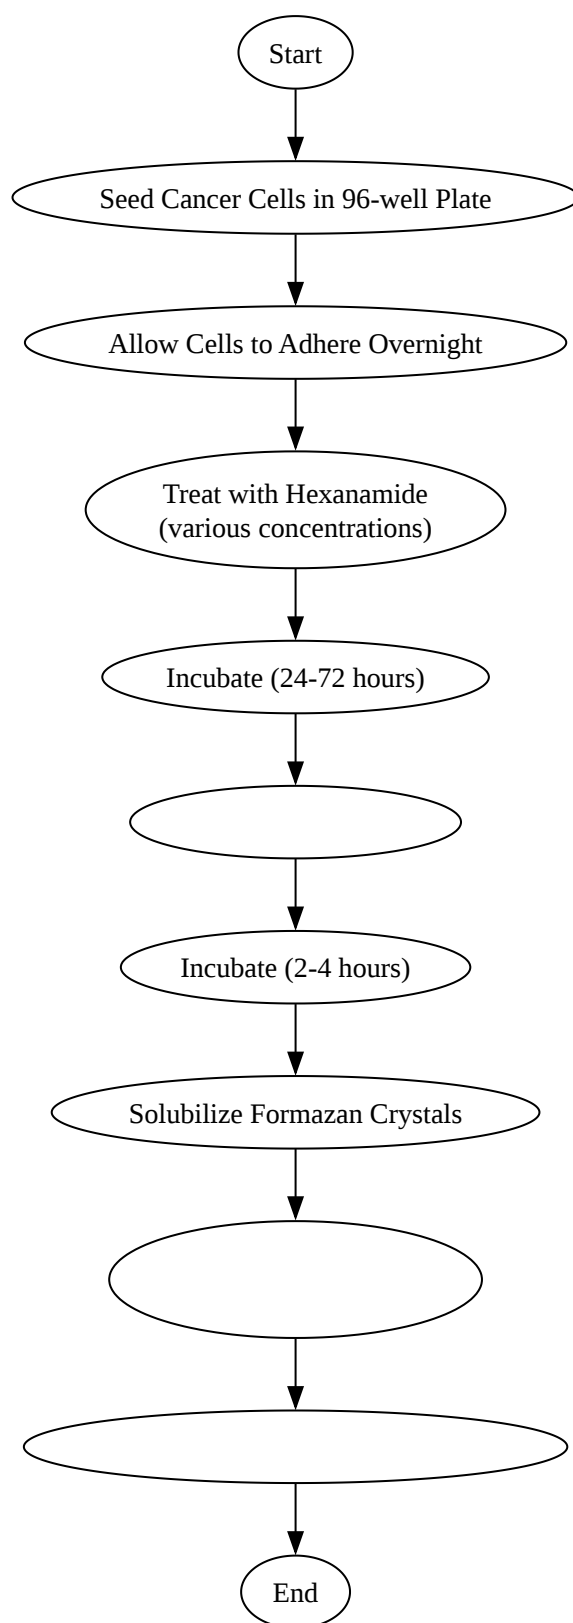 Start
Seed Cancer Cells in 96-well Plate
Allow Cells to Adhere Overnight
Treat with Hexanamide
(various concentrations)
Incubate (24-72 hours)
Incubate (2-4 hours)
Solubilize Formazan Crystals
End